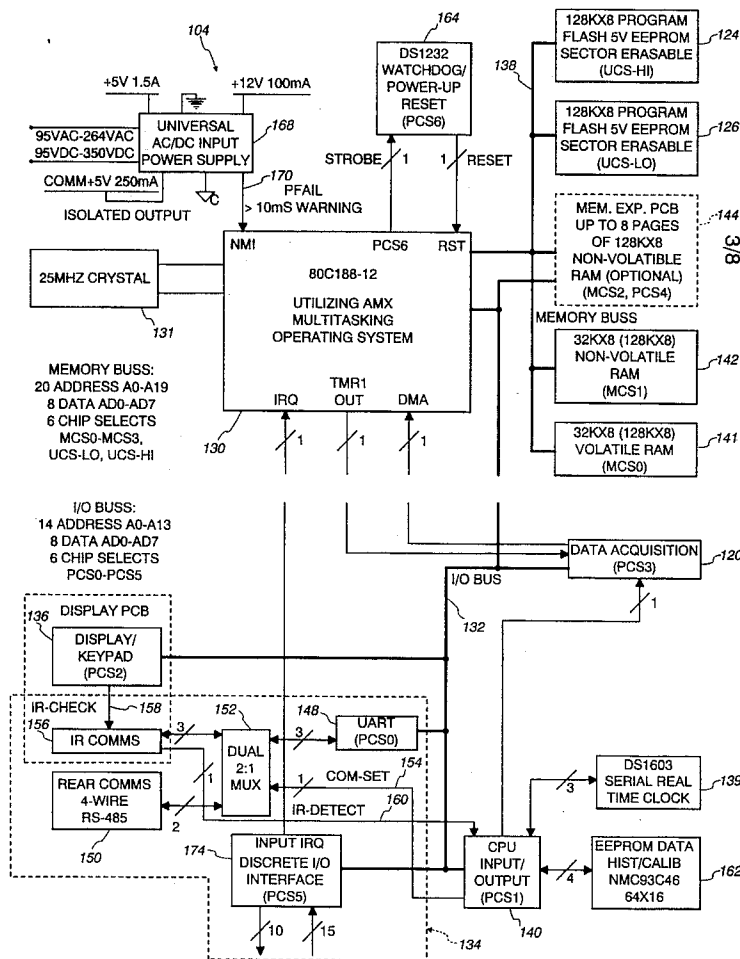 104
+5V 1.5A
+12V 100mA
95VAC-264VAC
95VDC-350VDC
UNIVERSAL
AC/DC INPUT
POWER SUPPLY
168
COMM+5V 250mA
ISOLATED OUTPUT
C
170
PFAIL
> 10mS WARNING
164
DS1232
WATCHDOG/
POWER-UP
RESET
(PCS6)
STROBE
1
1
RESET
138
128KX8 PROGRAM
FLASH 5V EEPROM
SECTOR ERASABLE
(UCS-HI)
124
128KX8 PROGRAM
FLASH 5V EEPROM
SECTOR ERASABLE
(UCS-LO)
126
MEM. EXP. PCB
UP TO 8 PAGES
OF 128KX8
NON-VOLATIBLE
RAM (OPTIONAL)
(MCS2, PCS4)
144
3/8
MEMORY BUSS
32KX8 (128KX8)
NON-VOLATILE
RAM
(MCS1)
142
32KX8 (128KX8)
VOLATILE RAM
(MCS0)
141
25MHZ CRYSTAL
131
NMI
PCS6
RST
80C188-12
UTILIZING AMX
MULTITASKING
OPERATING SYSTEM
IRQ
TMR1
OUT
DMA
130
1
1
1
MEMORY BUSS:
20 ADDRESS A0-A19
8 DATA AD0-AD7
6 CHIP SELECTS
MCS0-MCS3,
UCS-LO, UCS-HI
I/O BUSS:
14 ADDRESS A0-A13
8 DATA AD0-AD7
6 CHIP SELECTS
PCS0-PCS5
DATA ACQUISITION
(PCS3)
120
I/O BUS
132
1
DISPLAY PCB
136
DISPLAY/
KEYPAD
(PCS2)
IR-CHECK
158
156
IR COMMS
3
1
152
DUAL
2:1
MUX
3
148
UART
(PCS0)
154
1
COM-SET
160
IR-DETECT
REAR COMMS
4-WIRE
RS-485
150
2
INPUT IRQ
DISCRETE I/O
INTERFACE
(PCS5)
174
10
15
134
CPU
INPUT/
OUTPUT
(PCS1)
140
3
DS1603
SERIAL REAL
TIME CLOCK
139
4
EEPROM DATA
HIST/CALIB
NMC93C46
64X16
162